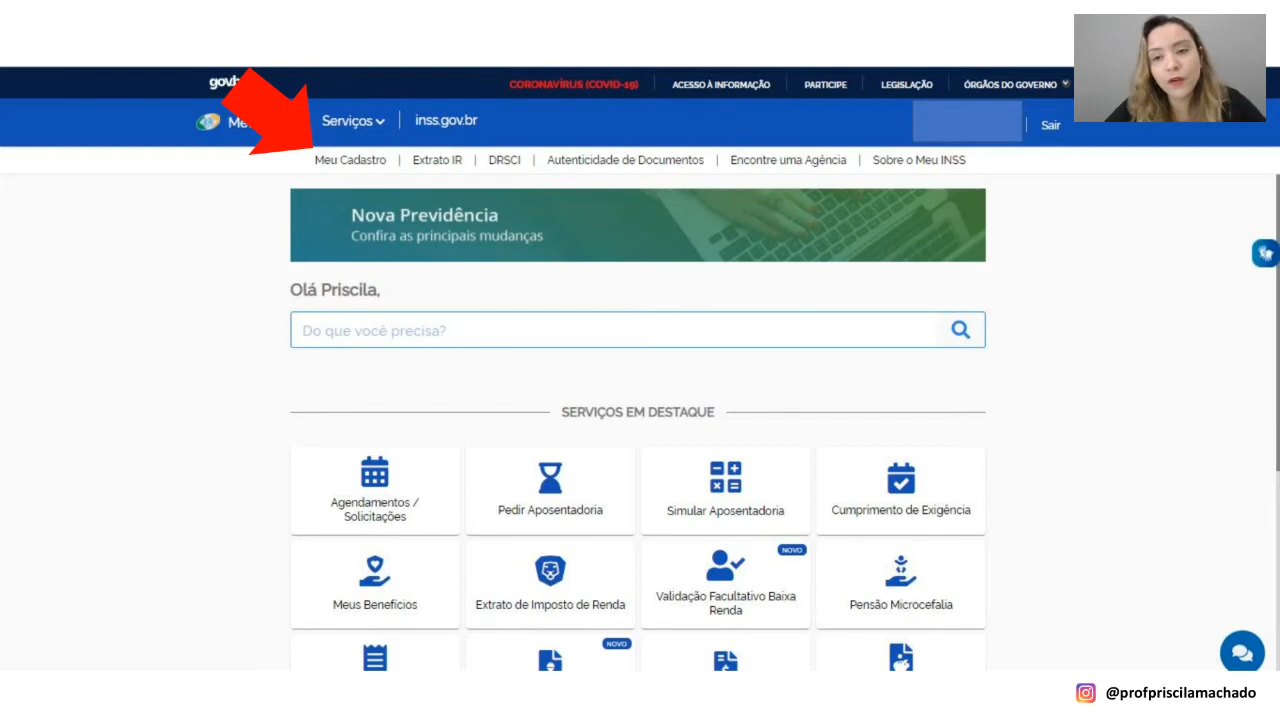 CORONAVÍRUS (COVID-19) ACESSO À INFORMAÇÃO PARTICIPE LEGISLAÇÃO ÓRGÃOS DO GOVERNO
Serviços inss.gov.br Sair
Meu Cadastro | Extrato IR | DRSCI | Autenticidade de Documentos | Encontre uma Agência | Sobre o Meu INSS
Nova Previdência
Confira as principais mudanças
Olá Priscila,
Do que você precisa?
SERVIÇOS EM DESTAQUE
Agendamentos /
Solicitações
Pedir Aposentadoria
Simular Aposentadoria
Cumprimento de Exigência
Meus Benefícios
Extrato de Imposto de Renda
NOVO
Validação Facultativo Baixa
Renda
Pensão Microcefalia
NOVO
@profpriscilamachado